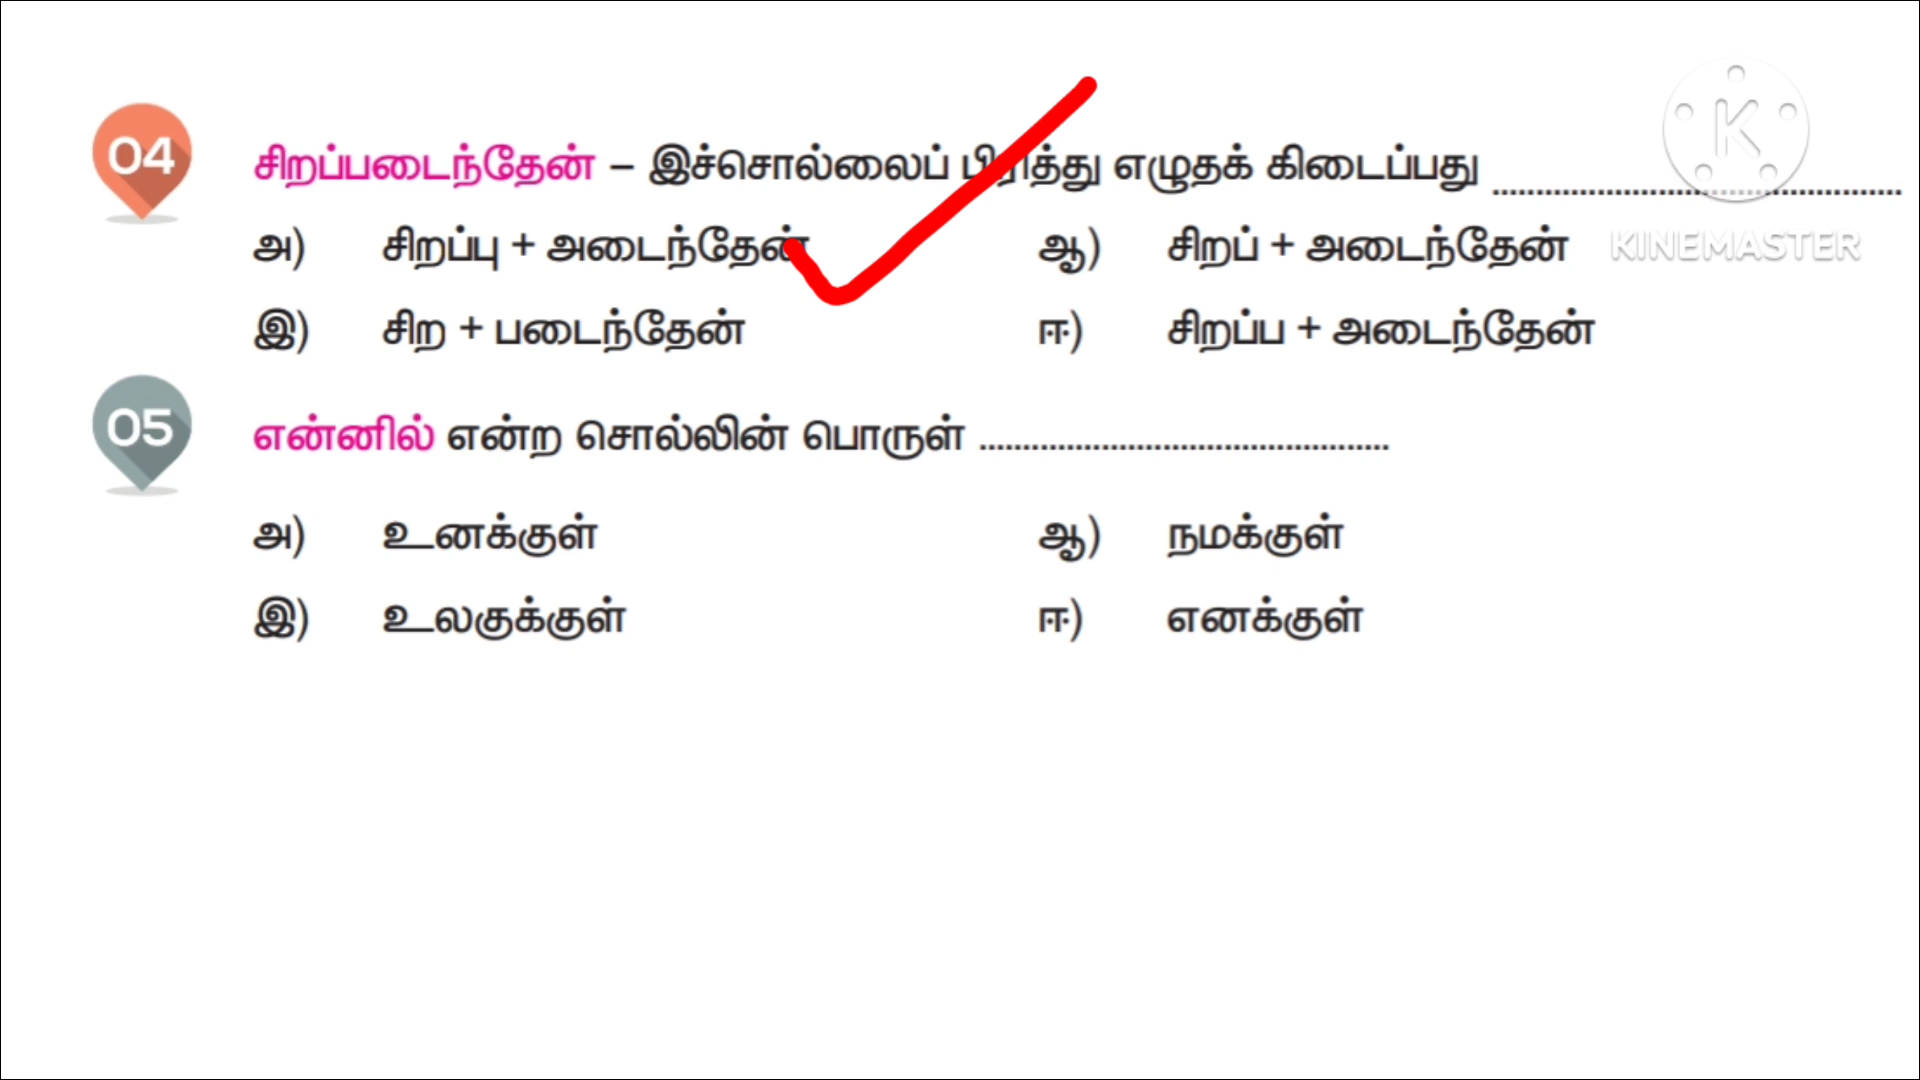 04 சிறப்படைந்தேன் – இச்சொல்லைப் பிரித்து எழுதக் கிடைப்பது ................................................
அ) சிறப்பு + அடைந்தேன் ஆ) சிறப் + அடைந்தேன்
இ) சிற + படைந்தேன் ஈ) சிறப்ப + அடைந்தேன்
05 என்னில் என்ற சொல்லின் பொருள் ................................................
அ) உனக்குள் ஆ) நமக்குள்
இ) உலகுக்குள் ஈ) எனக்குள்
K
KINEMASTER